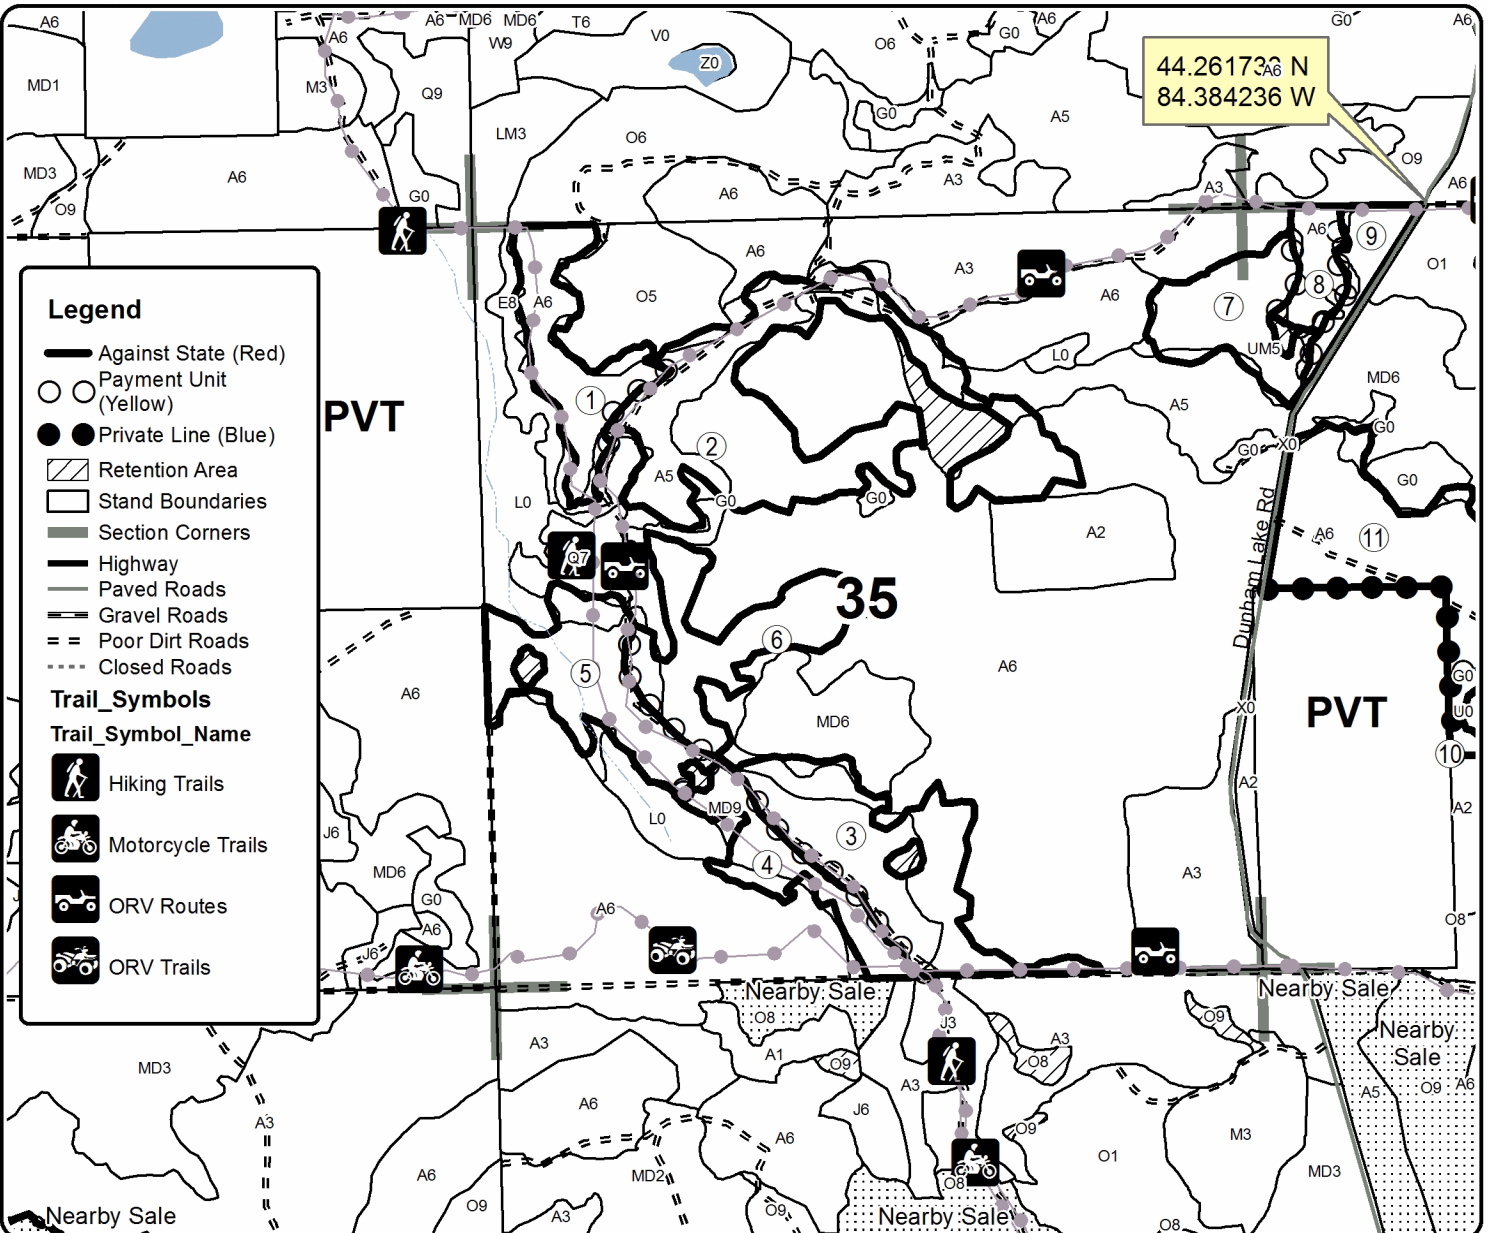 A6
MD6
MD6
T6
V0
A6
G0
G0
A6
A6
W9
O6
Z0
MD1
M3
Q9
44.261739 N
A6
84.384236 W
G0
A5
LM3
O6
O9
MD3
A6
A6
A3
A3
A6
G0
O9
A6
9
A6
A3
O1
E8
A6
O5
A6
8
7
L0
UM5
MD6
Legend
Against State (Red)
Payment Unit
(Yellow)
Private Line (Blue)
Retention Area
Stand Boundaries
Section Corners
Highway
Paved Roads
Gravel Roads
Poor Dirt Roads
Closed Roads
Trail_Symbols
Trail_Symbol_Name
Hiking Trails
Motorcycle Trails
ORV Routes
ORV Trails
PVT
1
A5
2
G0
X0
G0
A5
G0
G0
G0
L0
A2
A6
11
Q7
Dunham Lake Rd
35
6
5
A6
A6
G0
U0
PVT
X0
MD6
10
A2
A2
MD9
L0
3
J6
4
MD6
A3
G0
A6
O8
A6
J6
Nearby Sale
Nearby Sale
O8
J3
O9
Nearby
Sale
A3
A1
O9
A3
O8
MD3
A3
A5
O9
A6
A6
J6
A3
A6
O9
M3
MD2
O1
MD3
A6
O8
O9
O9
A3
Nearby Sale
Nearby Sale
O8